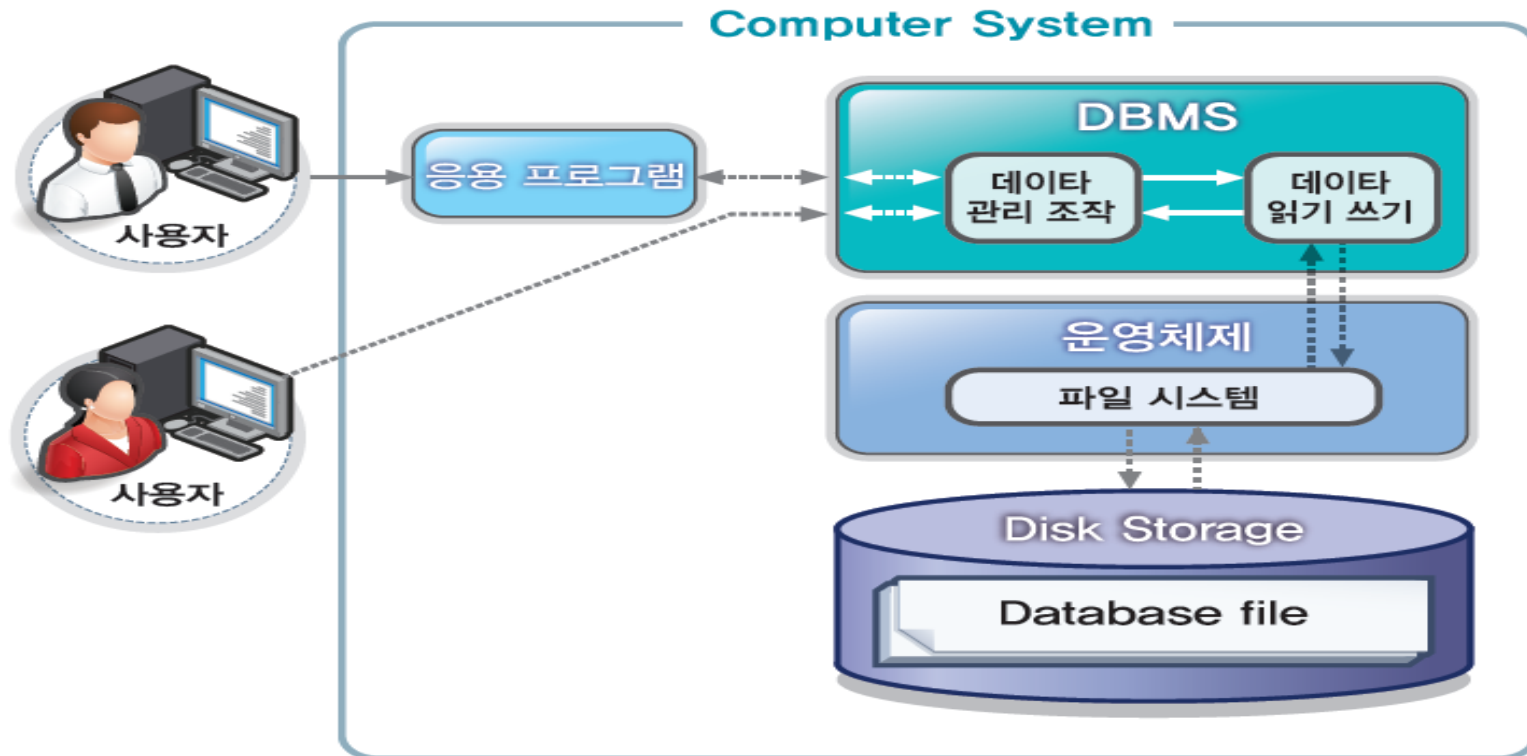 Computer System
사용자
응용 프로그램
DBMS
데이타
관리 조작
데이타
읽기 쓰기
사용자
운영체제
파일 시스템
Disk Storage
Database file